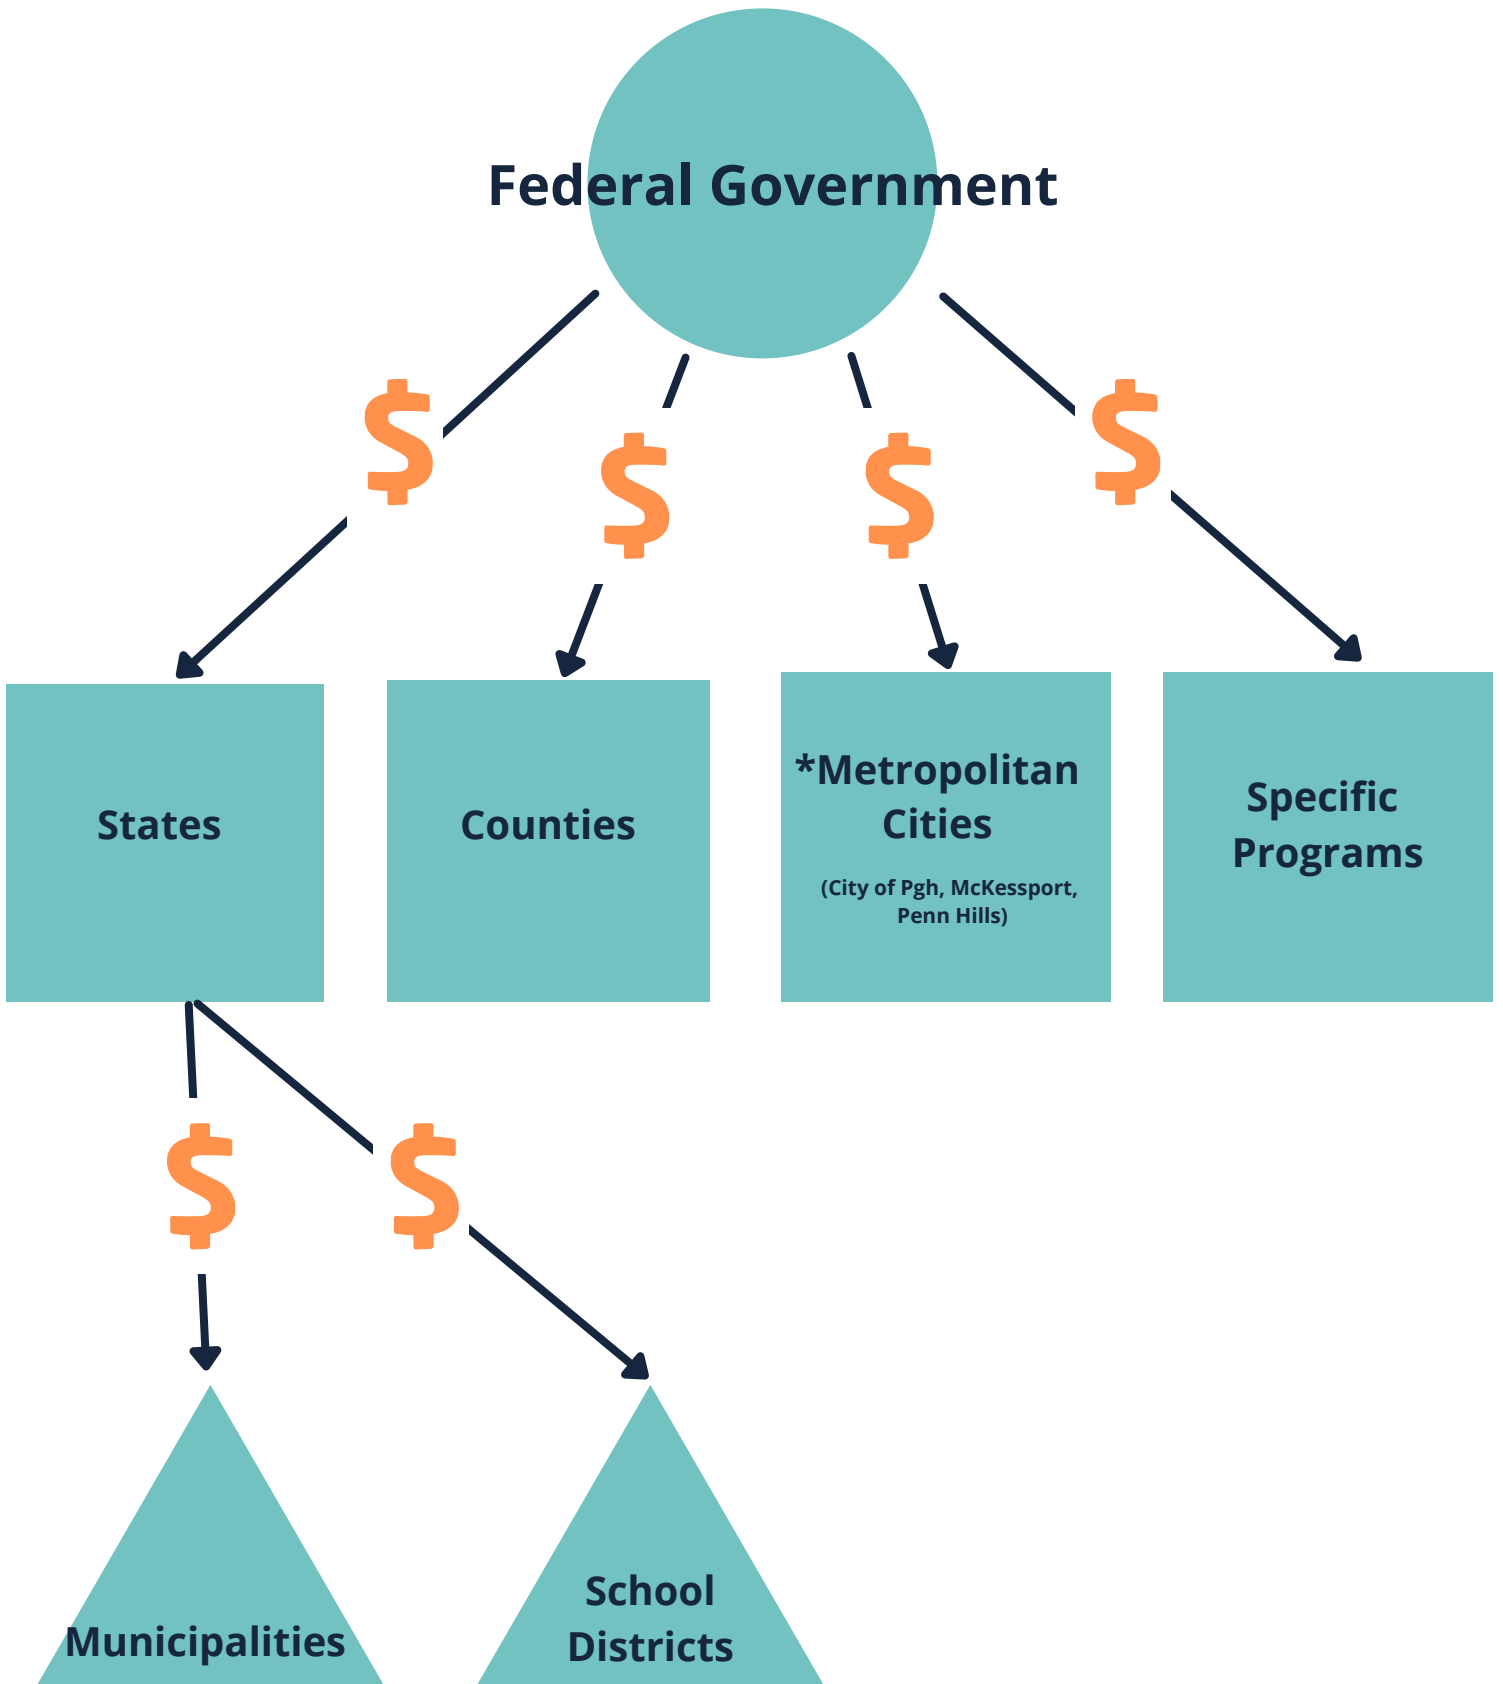 Federal Government
$
$
$
$
States
Counties
*Metropolitan
Cities
(City of Pgh, McKessport,
Penn Hills)
Specific
Programs
$
$
Municipalities
School
Districts